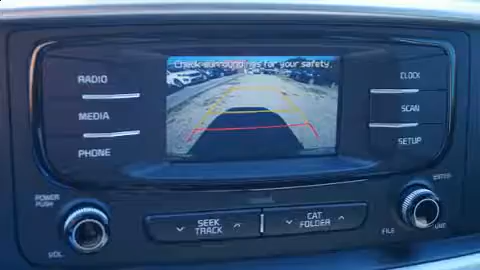 Check surroundings for your safety.
RADIO
MEDIA
PHONE
CLOCK
SCAN
SETUP
POWER
PUSH
VOL
SEEK
TRACK
CAT
FOLDER
ENTER
FILE